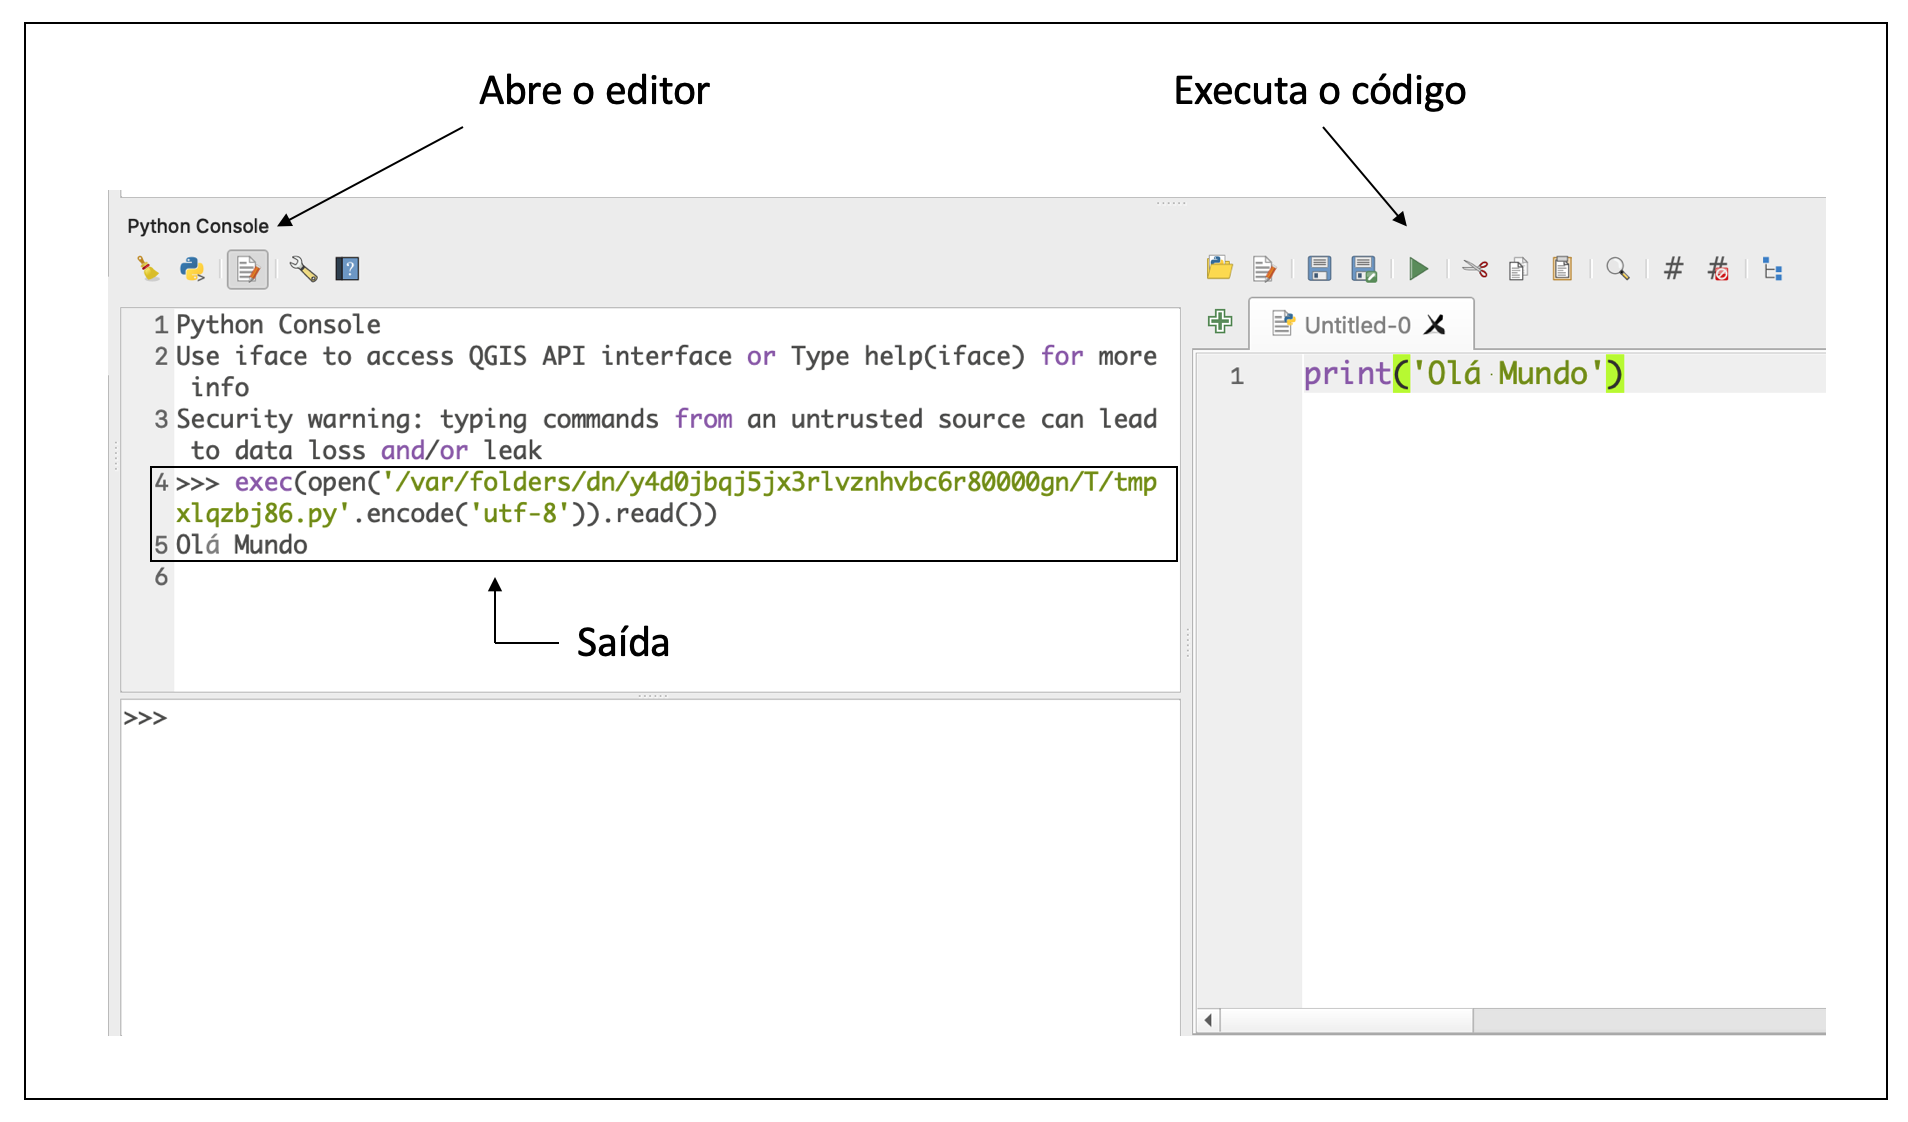 Abre o editor
Executa o código
Python Console
1 Python Console
2 Use iface to access QGIS API interface or Type help(iface) for more
info
3 Security warning: typing commands from an untrusted source can lead
to data loss and/or leak
4 >>> exec(open('/var/folders/dn/y4d0jbqj5jx3rlvznhvbc6r80000gn/T/tmp
xlqzbj86.py'.encode('utf-8')).read())
5 Olá Mundo
6
Saída
>>>
Untitled-0
1 print('Olá Mundo')